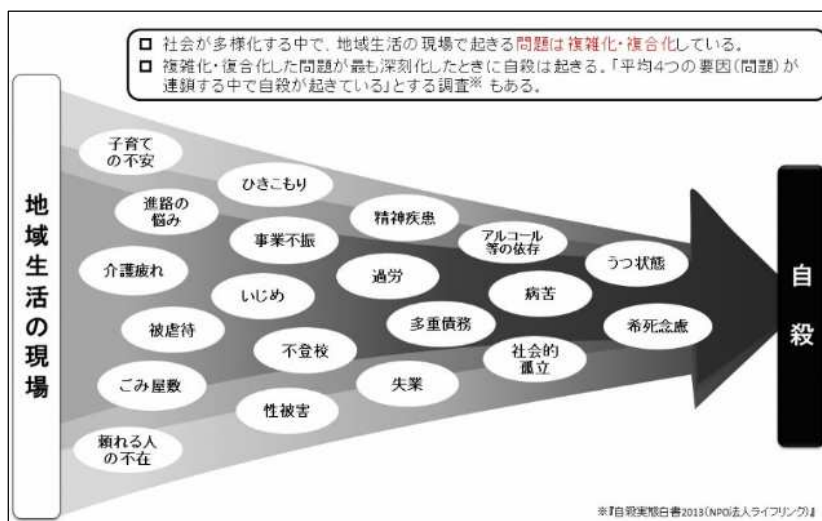 □ 社会が多様化する中で、地域生活の現場で起きる問題は複雑化・複合化している。
□ 複雑化・複合化した問題が最も深刻化したときに自殺は起きる。「平均4つの要因(問題)が
連鎖する中で自殺が起きている」とする調査※ もある。
地域生活の現場
子育て
の不安
進路の
悩み
介護疲れ
被虐待
ごみ屋敷
頼れる人
の不在
ひきこもり
事業不振
いじめ
不登校
性被害
精神疾患
過労
多重債務
失業
アルコール
等の依存
病苦
社会的
孤立
うつ状態
希死念慮
自殺
※『自殺実態白書2013(NPO法人ライフリンク)』